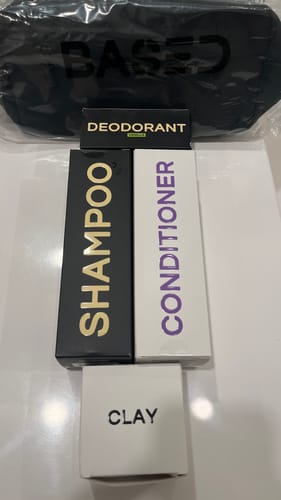 BASED
DEODORANT
SHAMPOO
CONDITIONER
CLAY